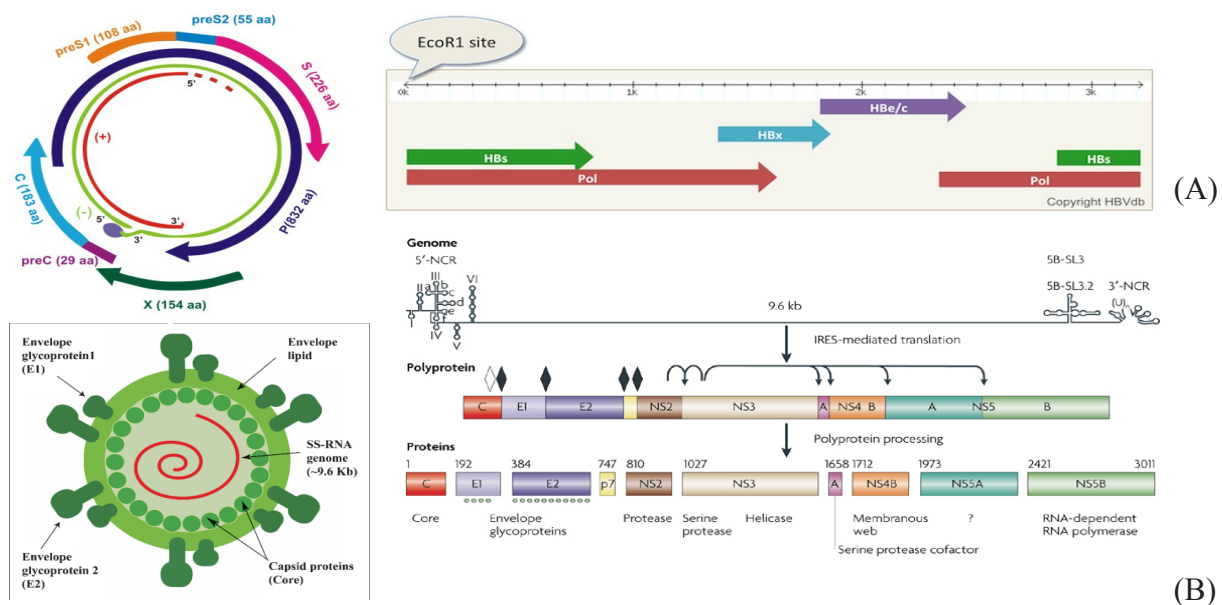 preS1 (108 aa)
preS2 (55 aa)
S (226 aa)
5'
(+)
C (183 aa)
(-)
5'
3'
3'
P(832 aa)
preC (29 aa)
X (154 aa)
EcoR1 site
0k
1k
2k
3k
HBe/c
HBx
HBs
HBs
Pol
Pol
Copyright HBVdb
(A)
Envelope
glycoprotein1
(E1)
Envelope
lipid
SS-RNA
genome
(~9.6 Kb)
Envelope
glycoprotein 2
(E2)
Capsid proteins
(Core)
Genome
5'-NCR
III
VI
II
a
b
c
d
e
f
I
IV
V
9.6 kb
5B-SL3
5B-SL3.2
3'-NCR
(U)n
IRES-mediated translation
Polyprotein
C E1 E2 NS2 NS3 A NS4 B A NS5 B
Polyprotein processing
Proteins
1 192 384 747 810 1027 1658 1712 1973 2421 3011
C E1 E2 p7 NS2 NS3 A NS4B NS5A NS5B
Core
Envelope
glycoproteins
Protease
Serine
protease
Helicase
Serine protease cofactor
Membranous
web
?
RNA-dependent
RNA polymerase
(B)